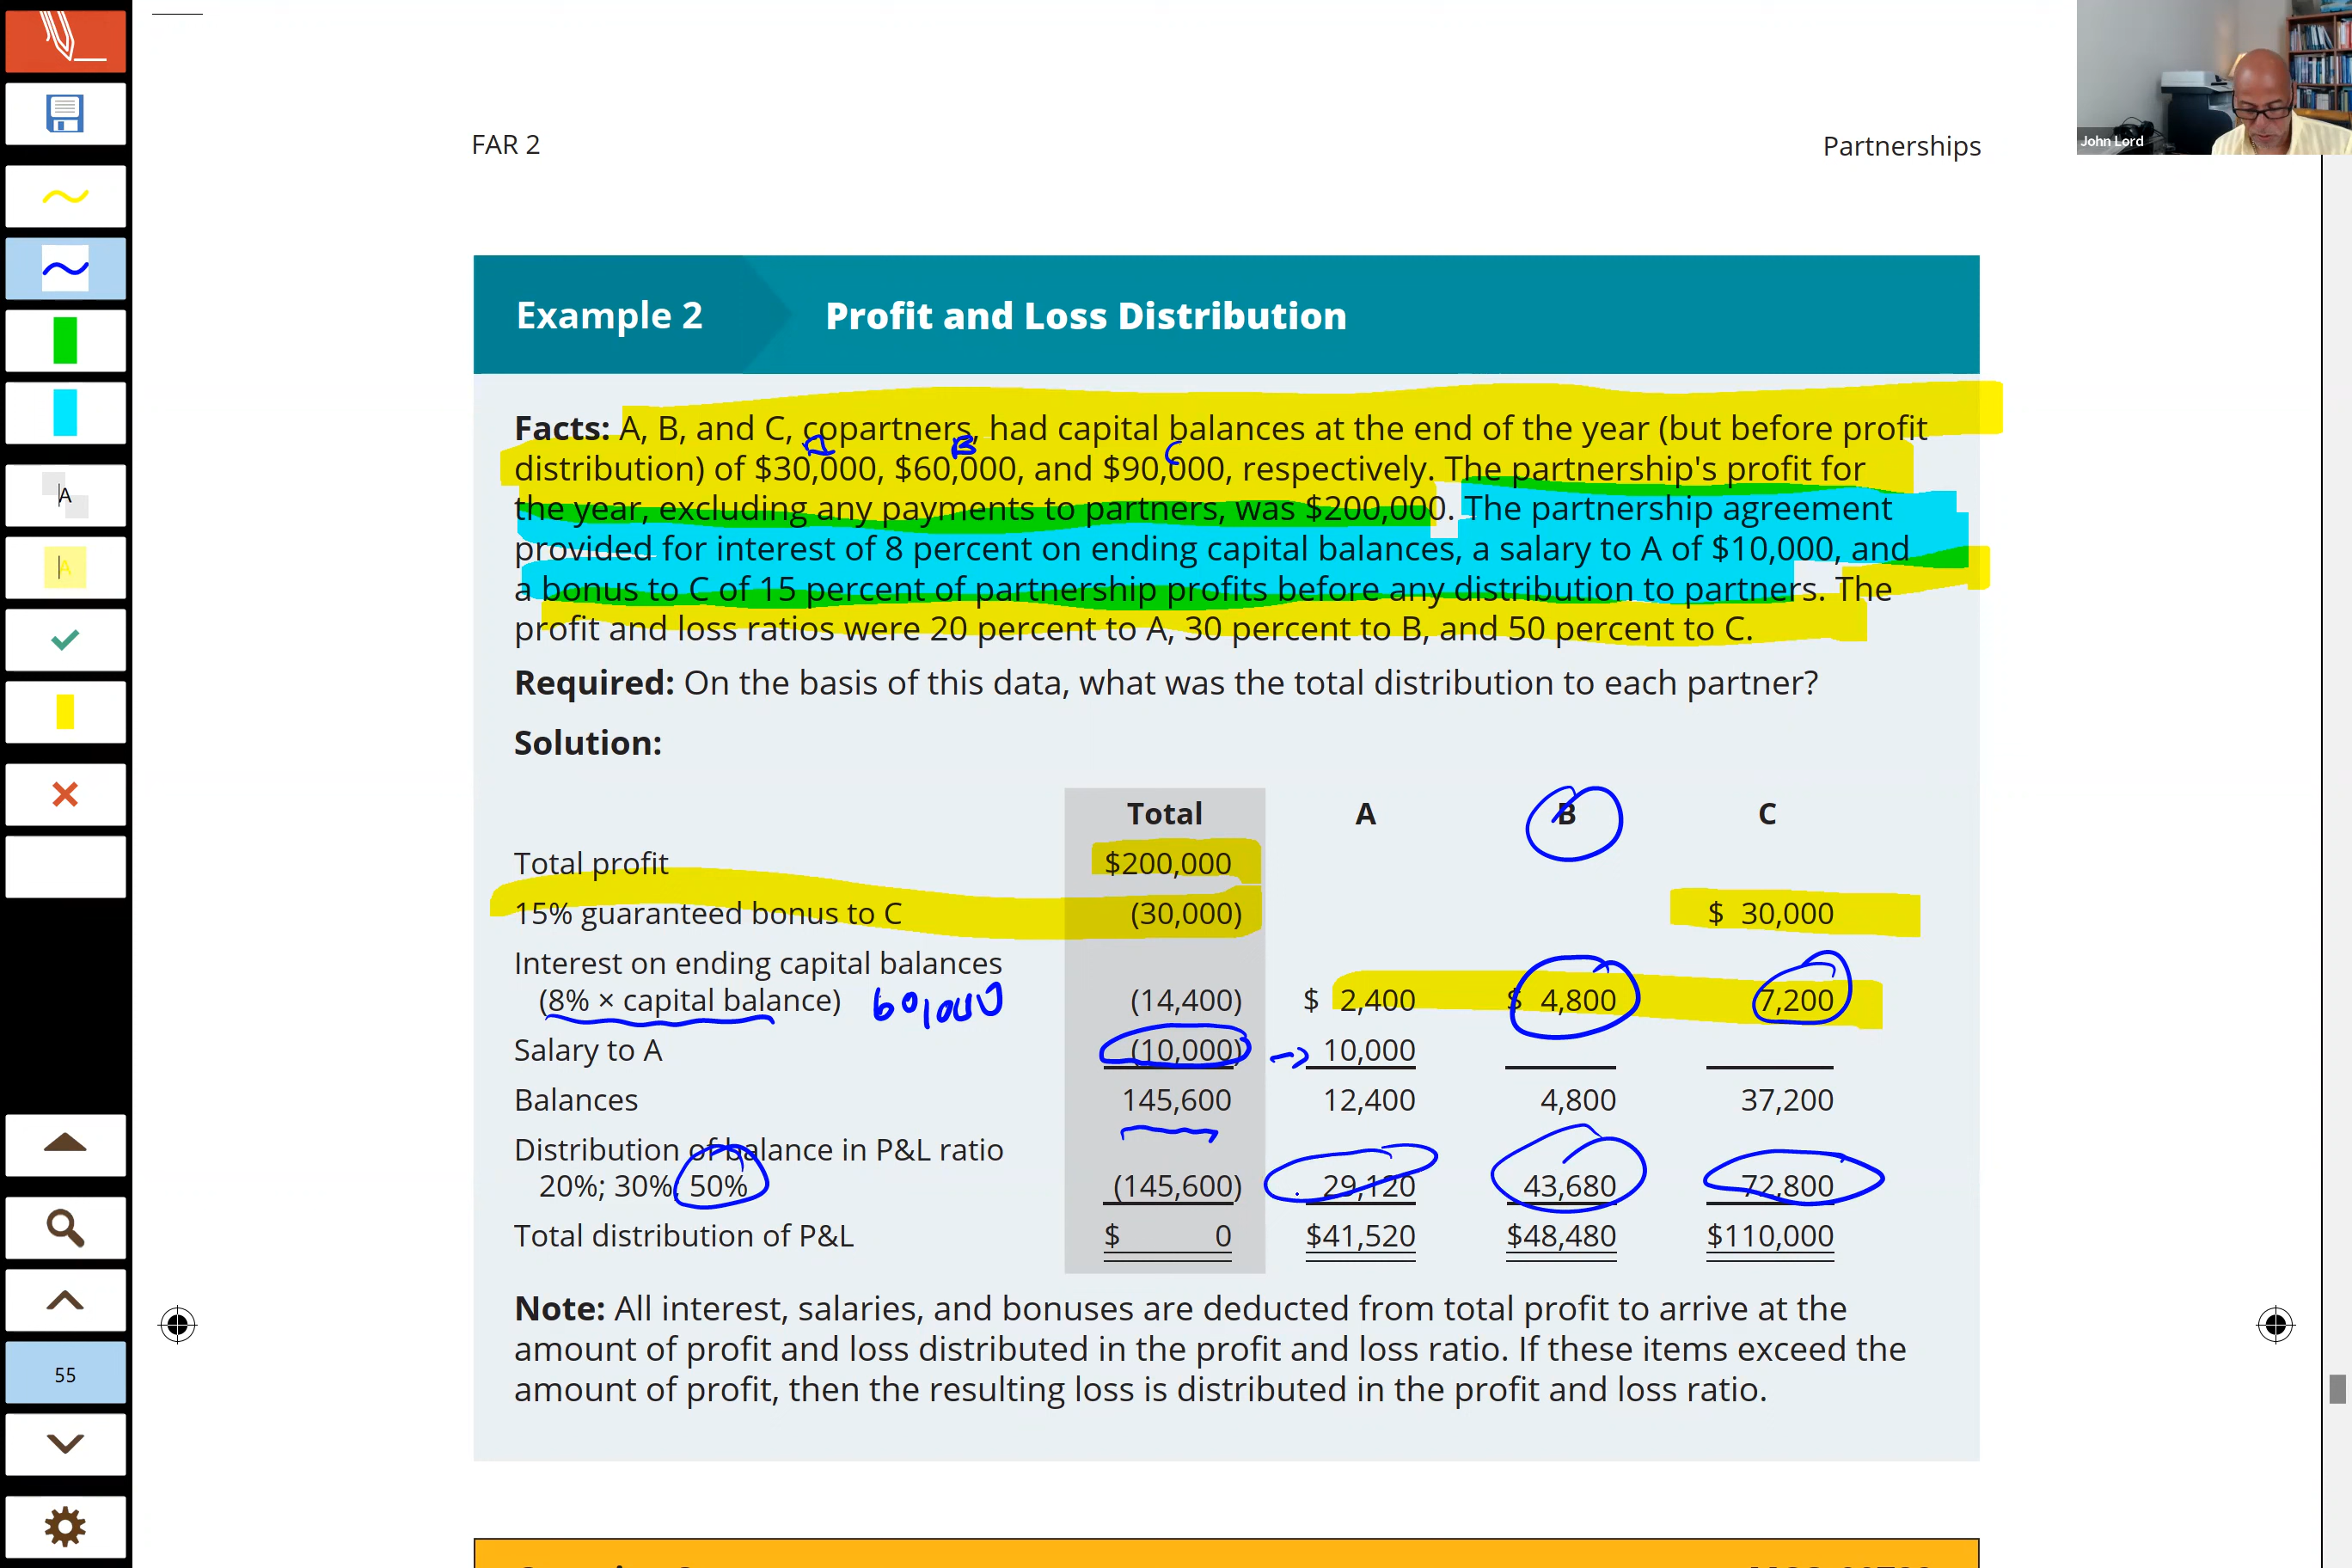 John Lord
FAR 2
Partnerships
Example 2 Profit and Loss Distribution
Facts: A, B, and C, copartners, had capital balances at the end of the year (but before profit
B C
distribution) of $30,000, $60,000, and $90,000, respectively. The partnership's profit for
the year, excluding any payments to partners, was $200,000. The partnership agreement
provided for interest of 8 percent on ending capital balances, a salary to A of $10,000, and
a bonus to C of 15 percent of partnership profits before any distribution to partners. The
profit and loss ratios were 20 percent to A, 30 percent to B, and 50 percent to C.
Required: On the basis of this data, what was the total distribution to each partner?
Solution:
Total A B C
Total profit $200,000
15% guaranteed bonus to C (30,000) $ 30,000
Interest on ending capital balances
(8% × capital balance) 60,000 (14,400) $ 2,400 $ 4,800 7,200
Salary to A (10,000) → 10,000
Balances 145,600 12,400 4,800 37,200
Distribution of balance in P&L ratio
20%; 30%; 50% (145,600) 29,120 43,680 72,800
Total distribution of P&L $ 0 $41,520 $48,480 $110,000
Note: All interest, salaries, and bonuses are deducted from total profit to arrive at the
amount of profit and loss distributed in the profit and loss ratio. If these items exceed the
amount of profit, then the resulting loss is distributed in the profit and loss ratio.
A
A
55